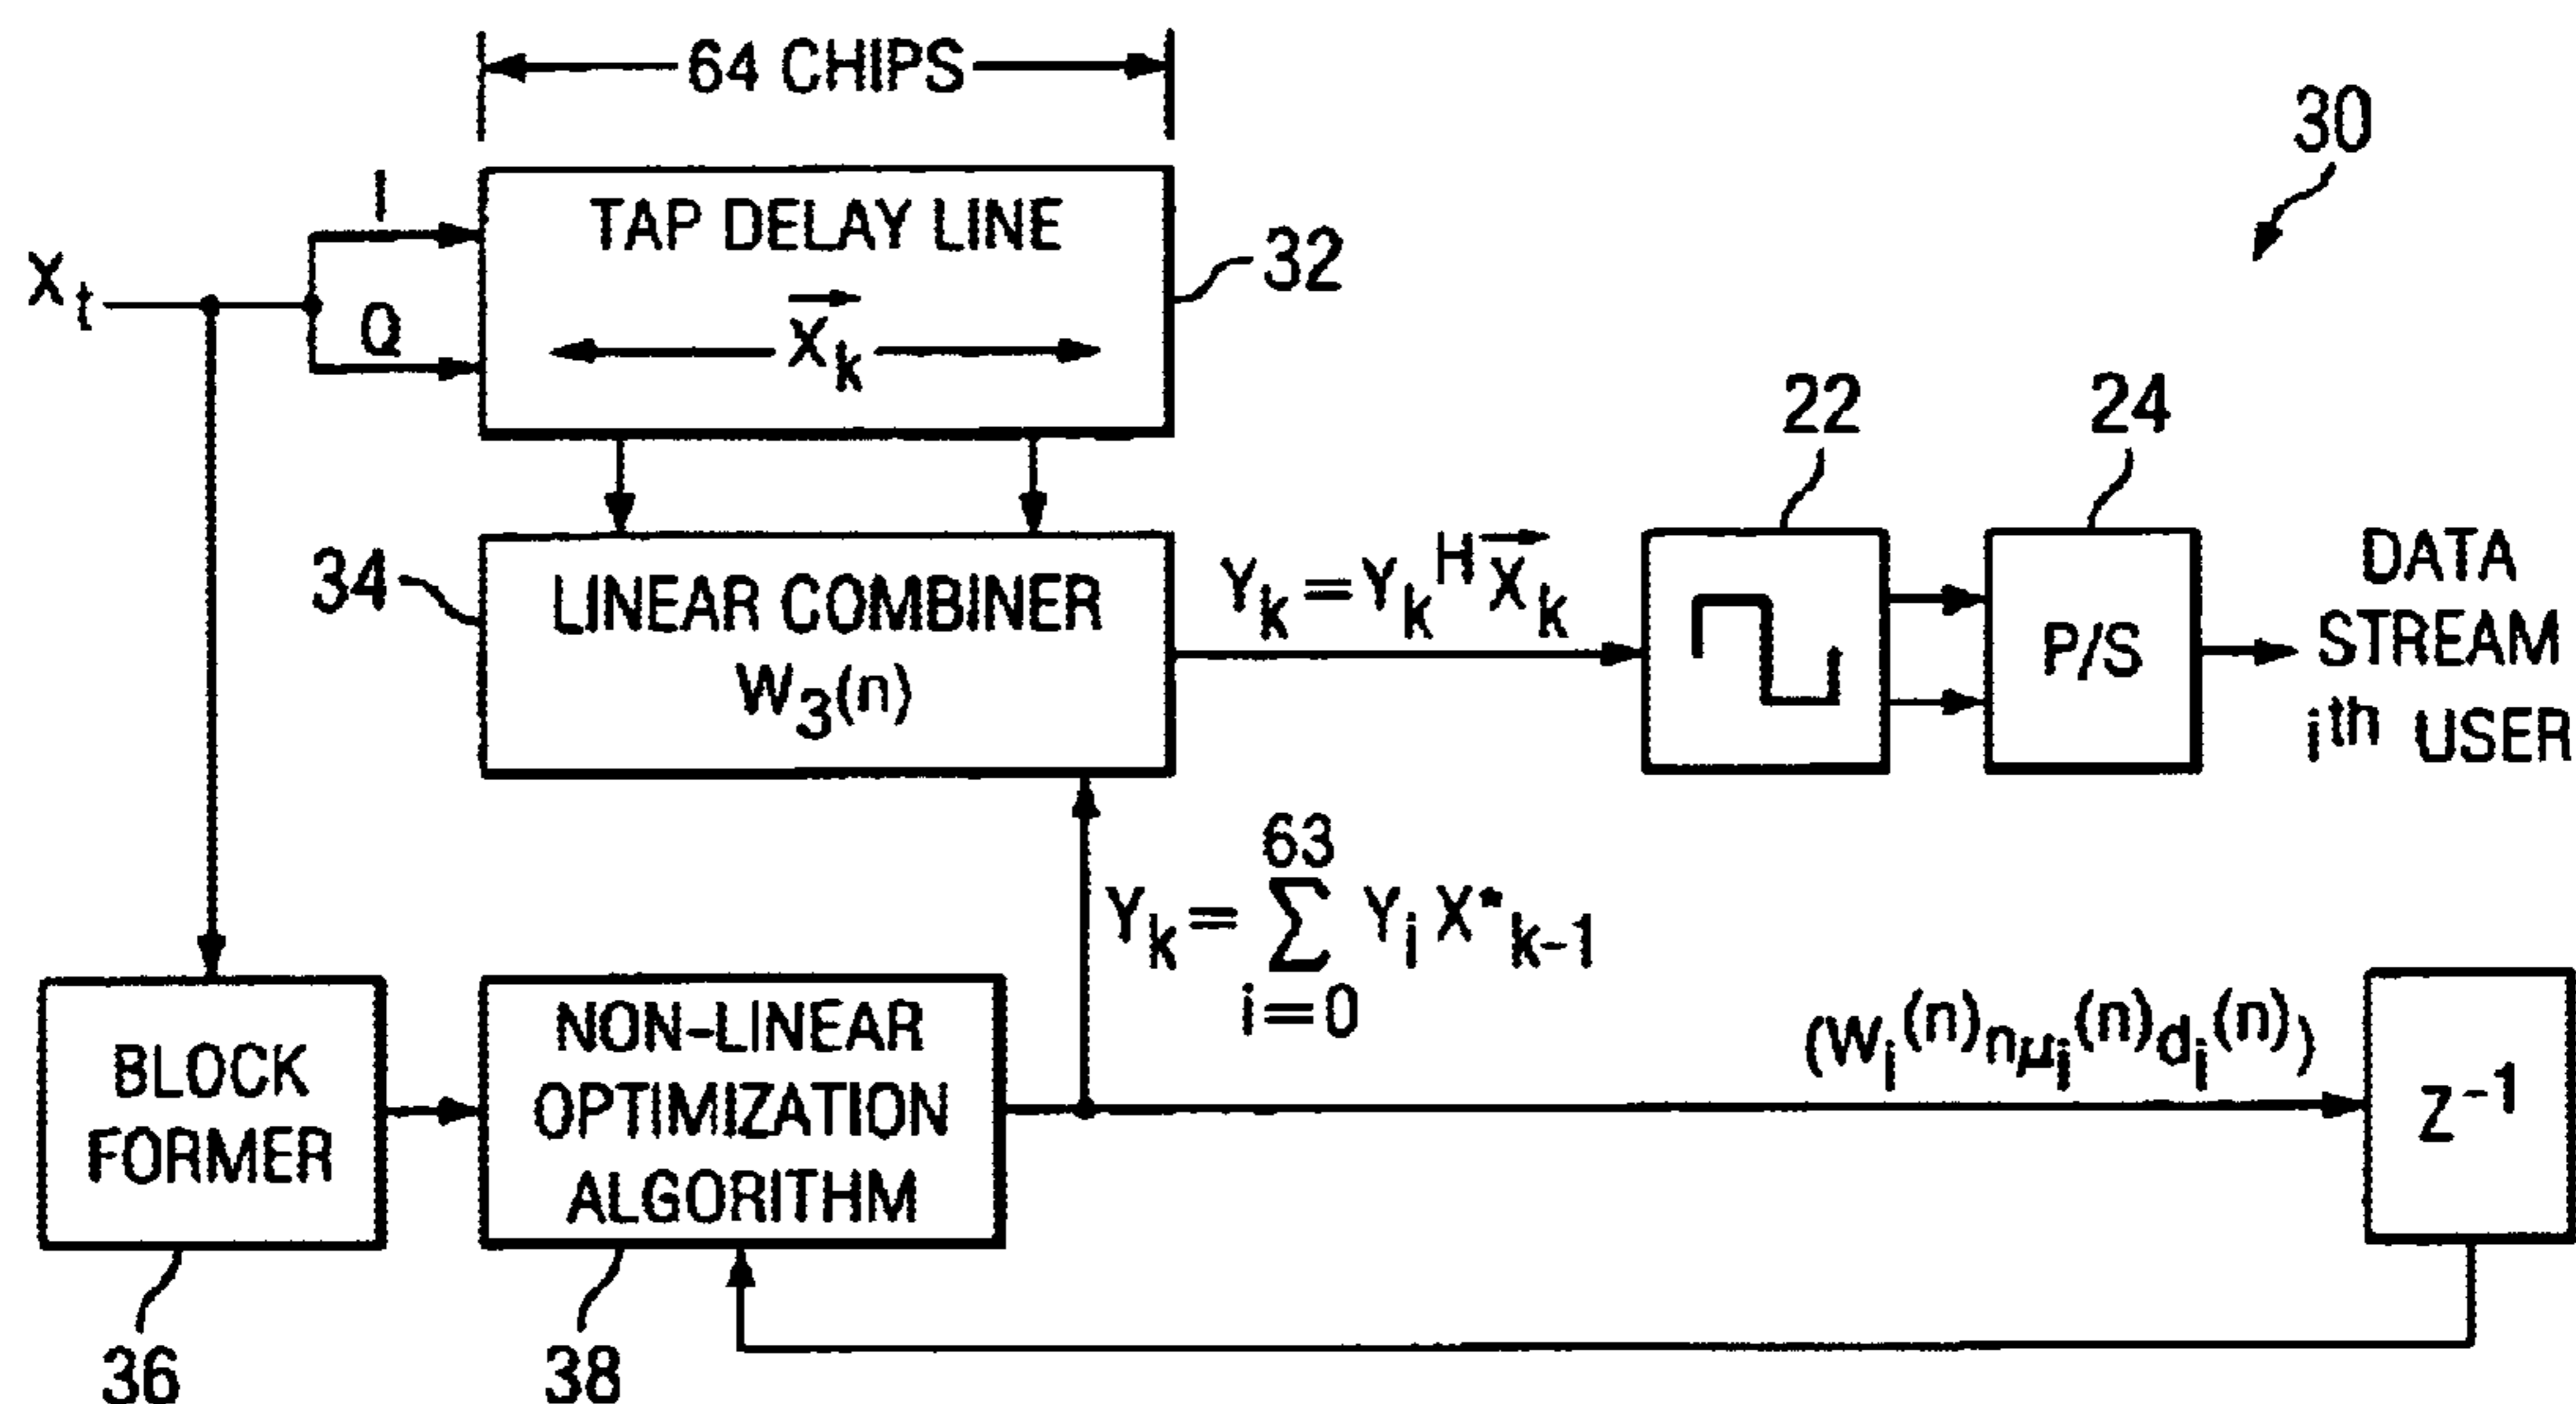 64 CHIPS
30
I
TAP DELAY LINE
32
X_t
Q
X_k
22
24
34
LINEAR COMBINER
W_3(n)
Y_k = Y_k^H X_k
P/S
DATA
STREAM
i^th USER
Y_k = 63 Σ i=0 Y_i X*_k-1
BLOCK
FORMER
NON-LINEAR
OPTIMIZATION
ALGORITHM
(W_i^(n) nμ_i^(n) d_i^(n))
Z^-1
36
38